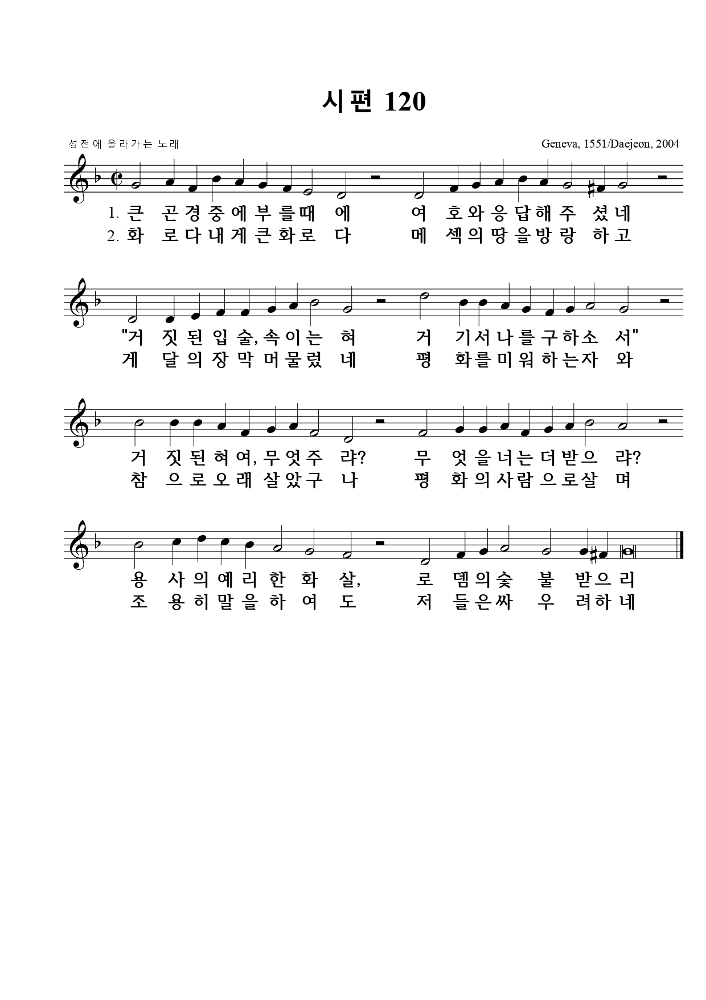 시편 120
성전에 올라가는 노래
Geneva, 1551/Daejeon, 2004
1. 큰 곤경중에부를때 에 여 호와응답해주 셨네
2. 화 로다내게큰화로 다 메 섹의땅을방랑 하고
"거 짓된입술,속이는 혀 거 기서나를구하소 서"
게 달의장막머물렀 네 평 화를미워하는자 와
거 짓된혀여,무엇주 랴? 무 엇을너는더받으 랴?
참 으로오래살았구 나 평 화의사람으로살 며
용 사의예리한화 살, 로 뎀의숯 불 받으리
조 용히말을하여 도 저 들은싸 우 려하네